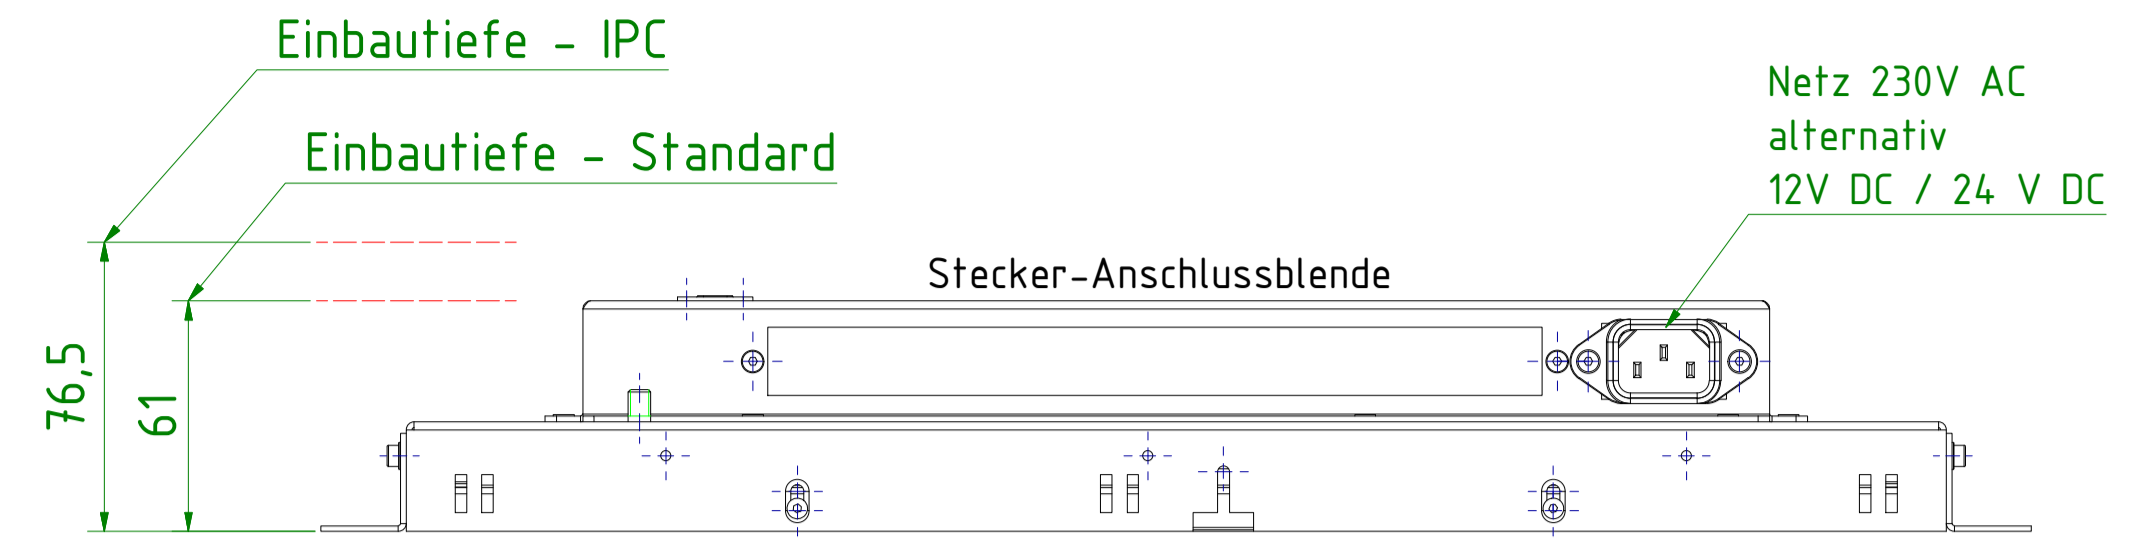 Einbautiefe - IPC
Einbautiefe - Standard
Netz 230V AC
alternativ
12V DC / 24 V DC
Stecker-Anschlussblende
76,5
61